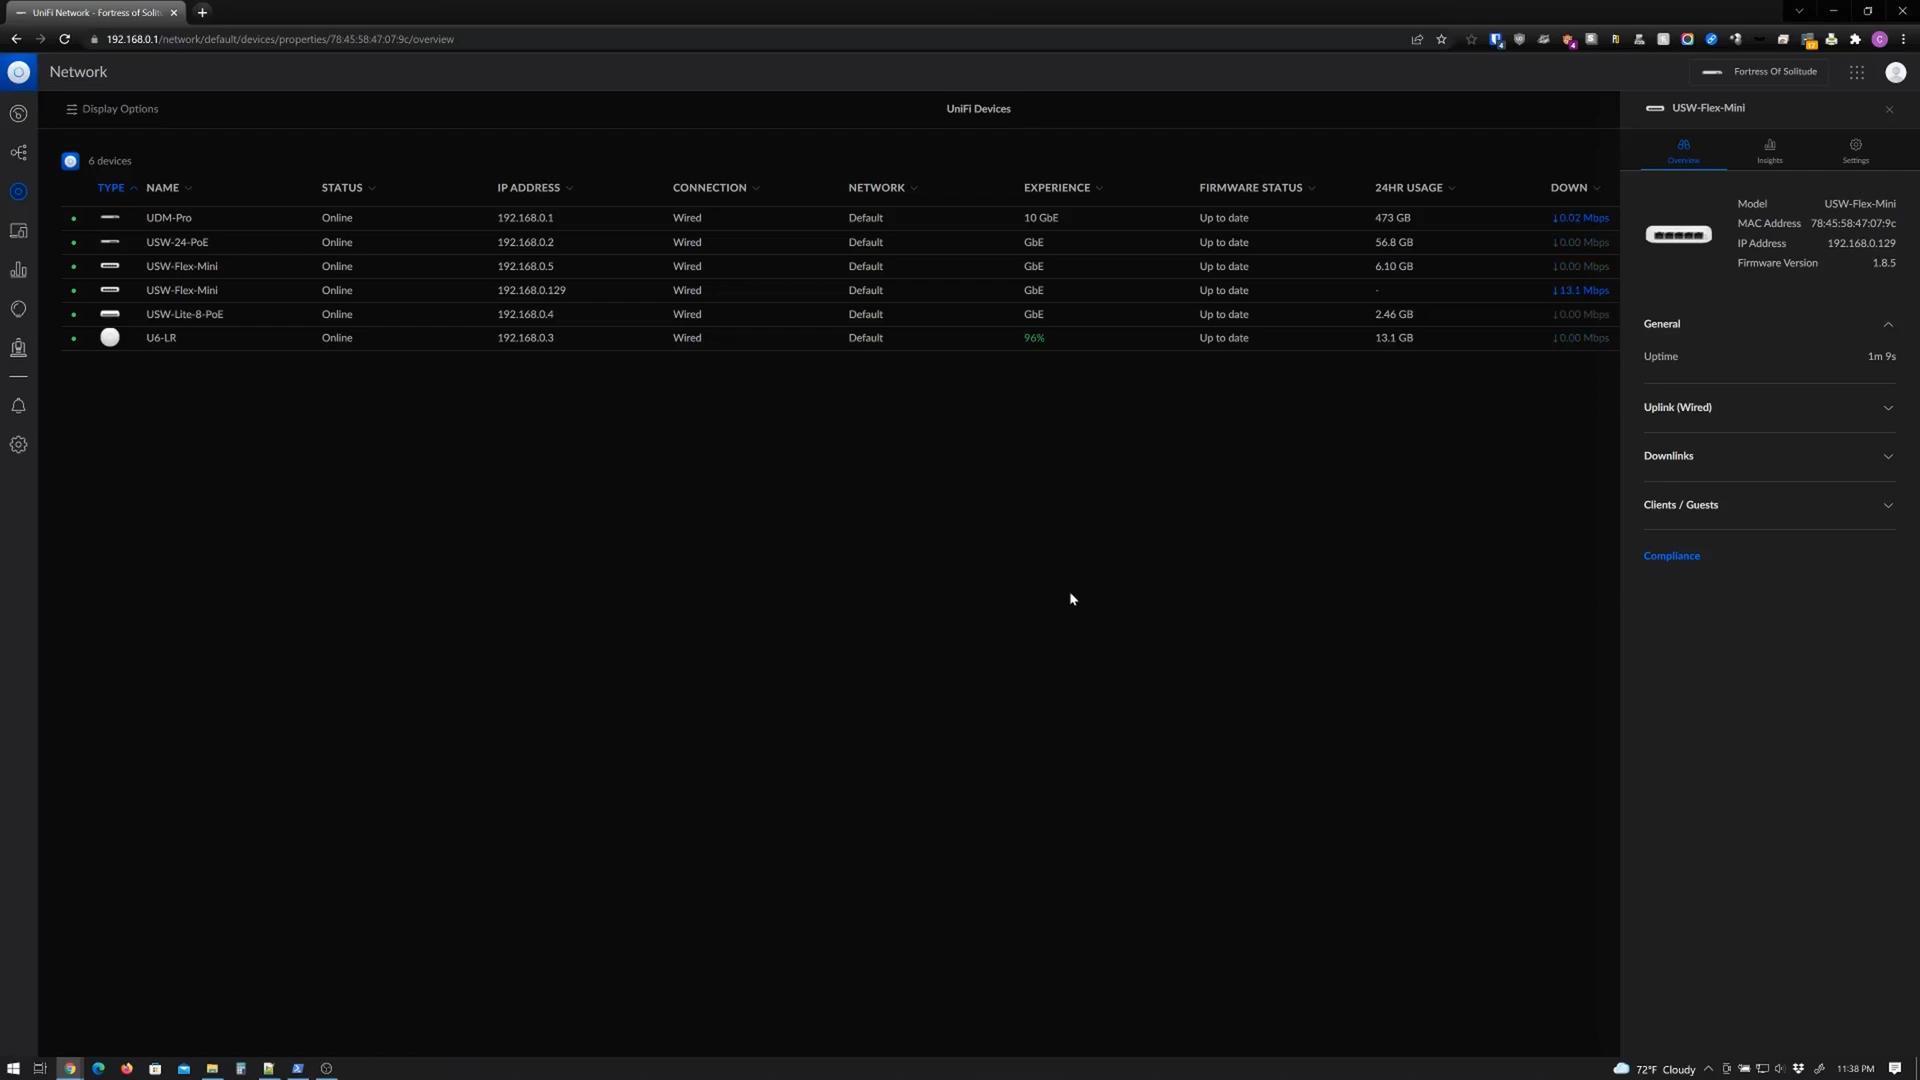 UniFi Network - Fortress of Solit
192.168.0.1/network/default/devices/properties/78:45:58:47:07:9c/overview
Network
Fortress Of Solitude
Display Options
UniFi Devices
USW-Flex-Mini
Overview
Insights
Settings
6 devices
TYPE NAME STATUS IP ADDRESS CONNECTION NETWORK EXPERIENCE FIRMWARE STATUS 24HR USAGE DOWN
UDM-Pro Online 192.168.0.1 Wired Default 10 GbE Up to date 473 GB ↓0.02 Mbps
USW-24-PoE Online 192.168.0.2 Wired Default GbE Up to date 56.8 GB ↓0.00 Mbps
USW-Flex-Mini Online 192.168.0.5 Wired Default GbE Up to date 6.10 GB ↓0.00 Mbps
USW-Flex-Mini Online 192.168.0.129 Wired Default GbE Up to date - ↓13.1 Mbps
USW-Lite-8-PoE Online 192.168.0.4 Wired Default GbE Up to date 2.46 GB ↓0.00 Mbps
U6-LR Online 192.168.0.3 Wired Default 96% Up to date 13.1 GB ↓0.00 Mbps
Model USW-Flex-Mini
MAC Address 78:45:58:47:07:9c
IP Address 192.168.0.129
Firmware Version 1.8.5
General
Uptime 1m 9s
Uplink (Wired)
Downlinks
Clients / Guests
Compliance
72°F Cloudy
11:38 PM